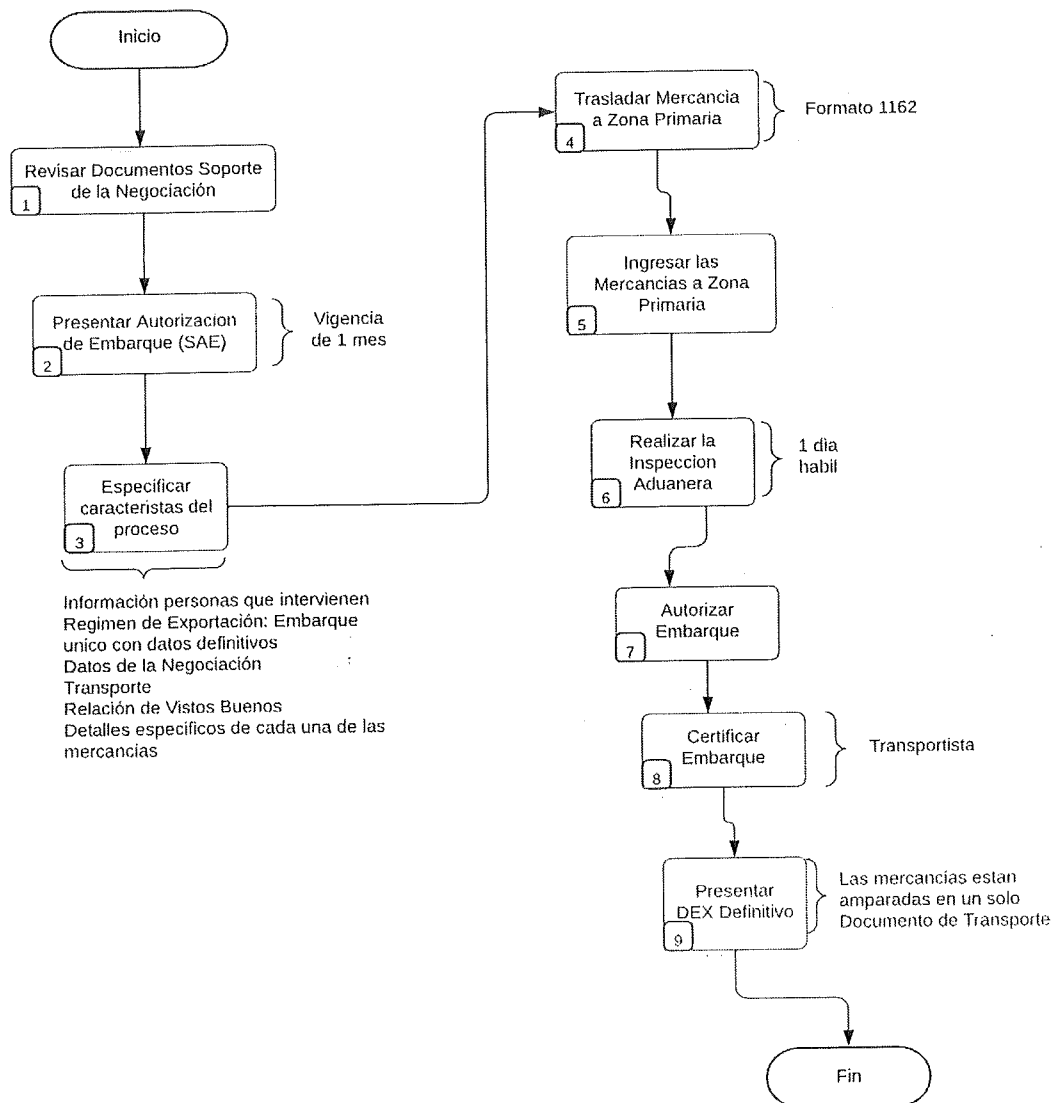 Inicio
Revisar Documentos Soporte
de la Negociación
1
Presentar Autorizacion
de Embarque (SAE)
2
Vigencia
de 1 mes
Especificar
caracteristas del
proceso
3
Información personas que intervienen
Regimen de Exportación: Embarque
unico con datos definitivos
Datos de la Negociación
Transporte
Relación de Vistos Buenos
Detalles especificos de cada una de las
mercancias
Trasladar Mercancia
a Zona Primaria
4
Formato 1162
Ingresar las
Mercancias a Zona
Primaria
5
Realizar la
Inspeccion
Aduanera
6
1 dia
habil
Autorizar
Embarque
7
Certificar
Embarque
8
Transportista
Presentar
DEX Definitivo
9
Las mercancias estan
amparadas en un solo
Documento de Transporte
Fin